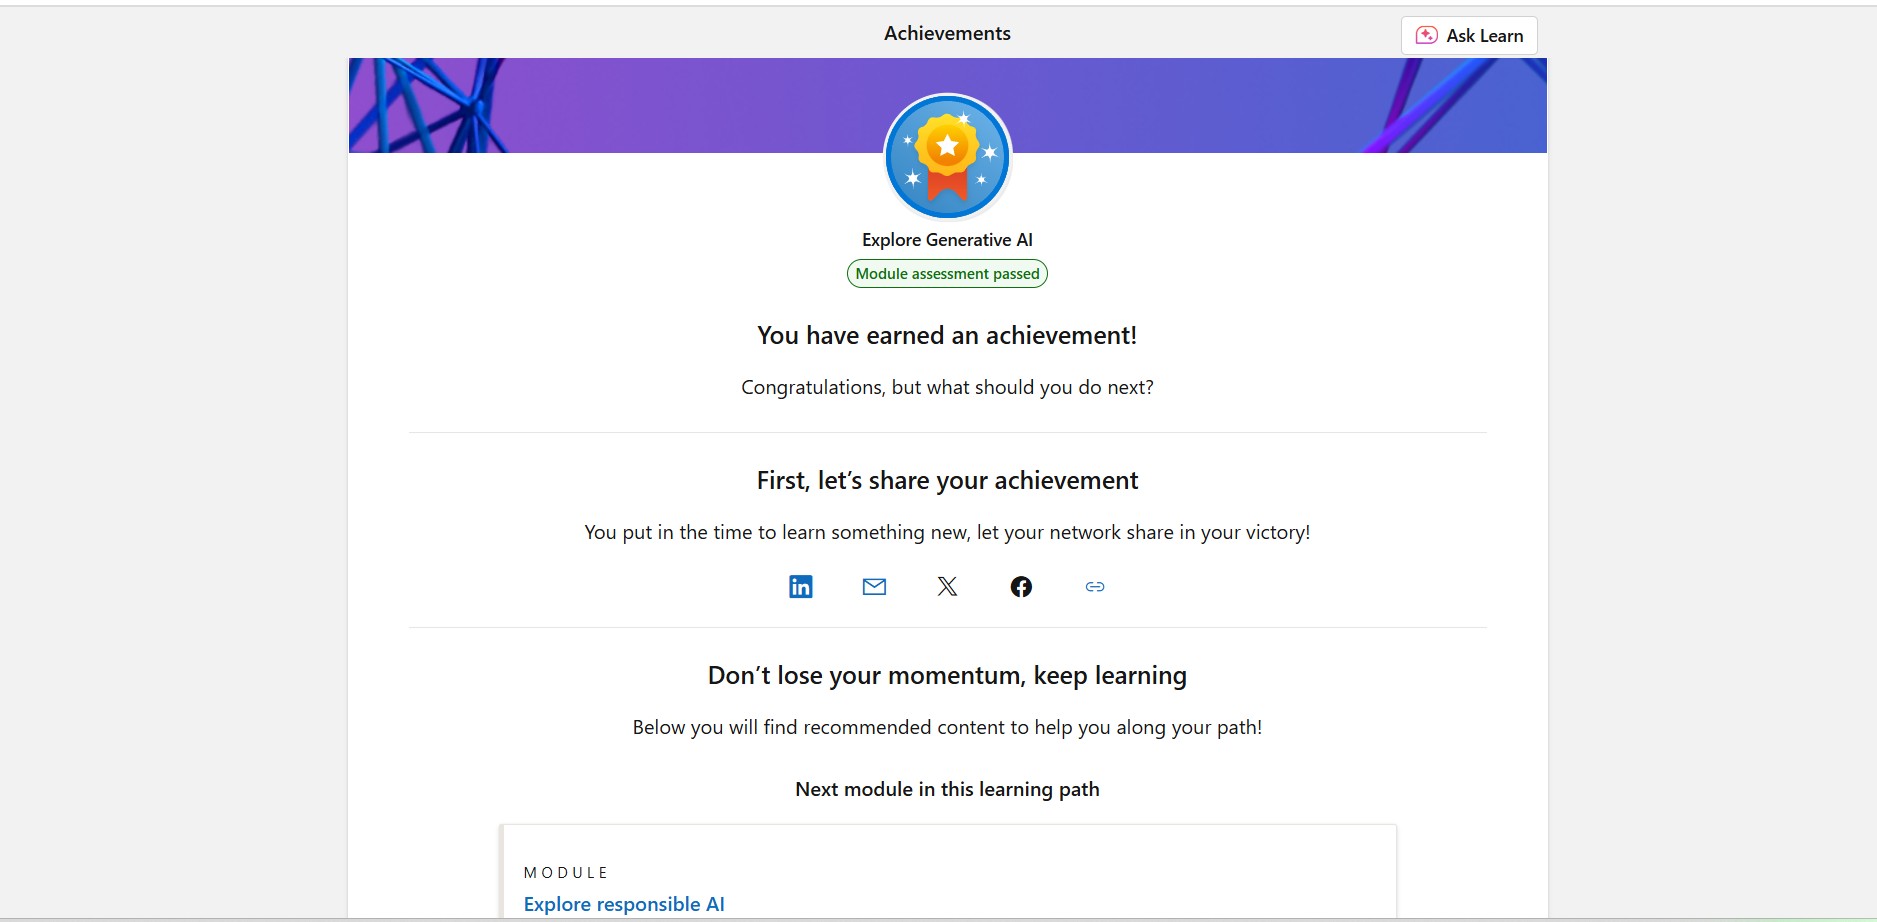 Achievements
Ask Learn
Explore Generative AI
Module assessment passed
You have earned an achievement!
Congratulations, but what should you do next?
First, let’s share your achievement
You put in the time to learn something new, let your network share in your victory!
in
Don’t lose your momentum, keep learning
Below you will find recommended content to help you along your path!
Next module in this learning path
MODULE
Explore responsible AI